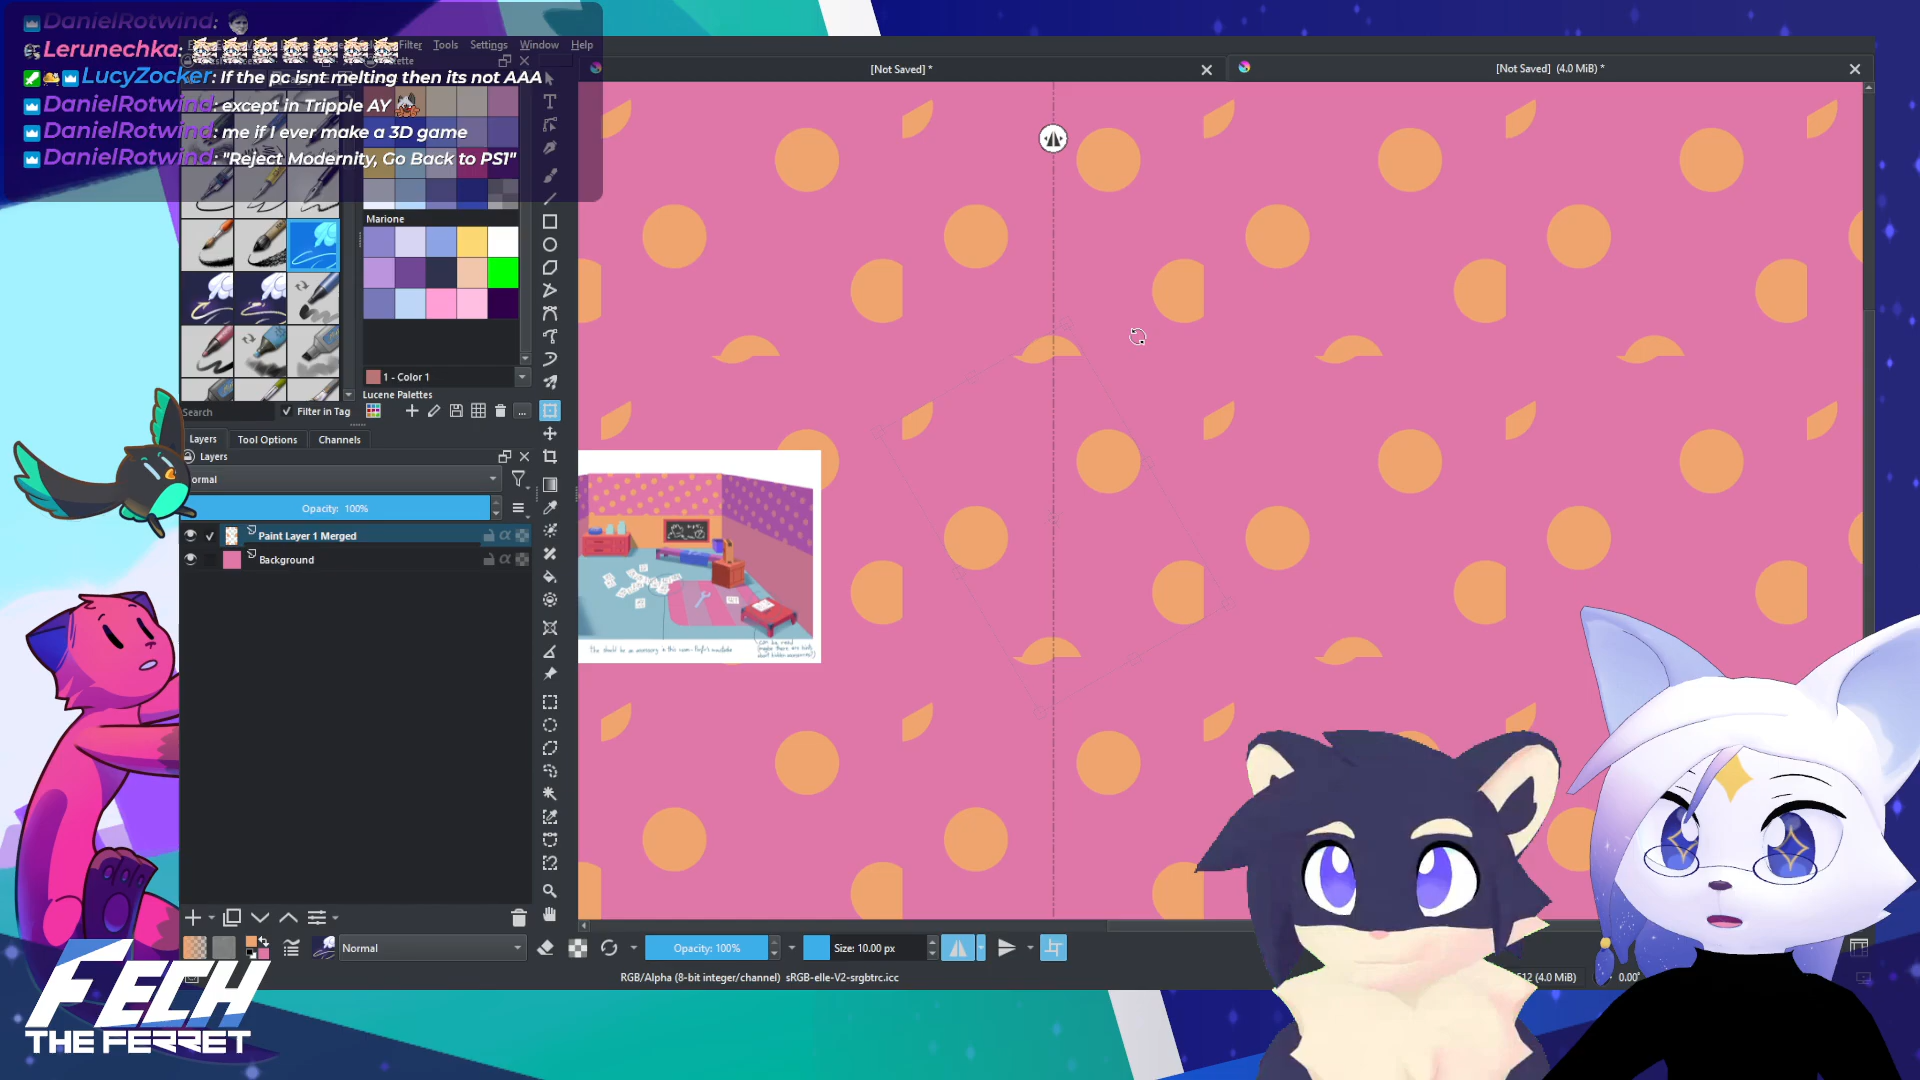 DanielRotwind:
Lerunechka:
LucyZocker: If the pc isnt melting then its not AAA
DanielRotwind: except in Tripple AY
DanielRotwind: me if I ever make a 3D game
DanielRotwind: "Reject Modernity, Go Back to PS1"
Filter Tools Settings Window Help
[Not Saved] *
[Not Saved] (4.0 MiB) *
Marione
1 - Color 1
Lucene Palettes
Search
Filter in Tag
Layers Tool Options Channels
Layers
ormal
Opacity: 100%
Paint Layer 1 Merged
Background
Normal
Opacity: 100%
Size: 10.00 px
RGB/Alpha (8-bit integer/channel) sRGB-elle-V2-srgbtrc.icc
512 (4.0 MiB)
0.00°
FECH
THE FERRET